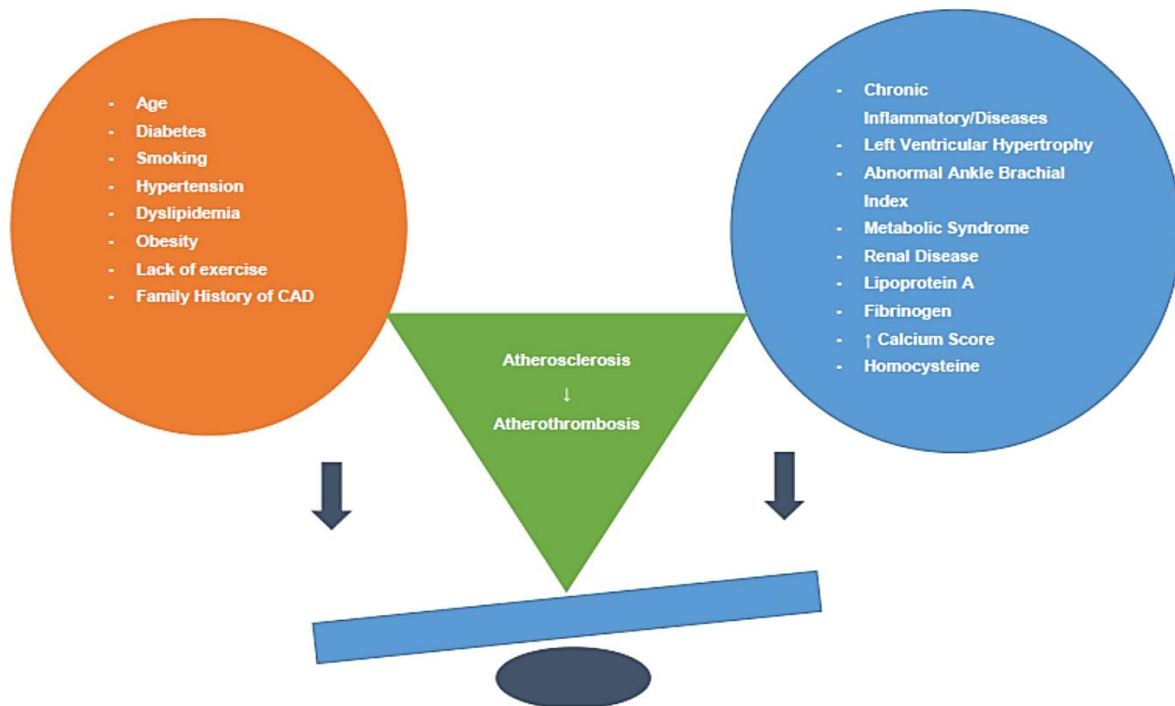 - Age
- Diabetes
- Smoking
- Hypertension
- Dyslipidemia
- Obesity
- Lack of exercise
- Family History of CAD
Atherosclerosis
↓
Atherothrombosis
- Chronic
Inflammatory/Diseases
- Left Ventricular Hypertrophy
- Abnormal Ankle Brachial
Index
- Metabolic Syndrome
- Renal Disease
- Lipoprotein A
- Fibrinogen
- ↑ Calcium Score
- Homocysteine